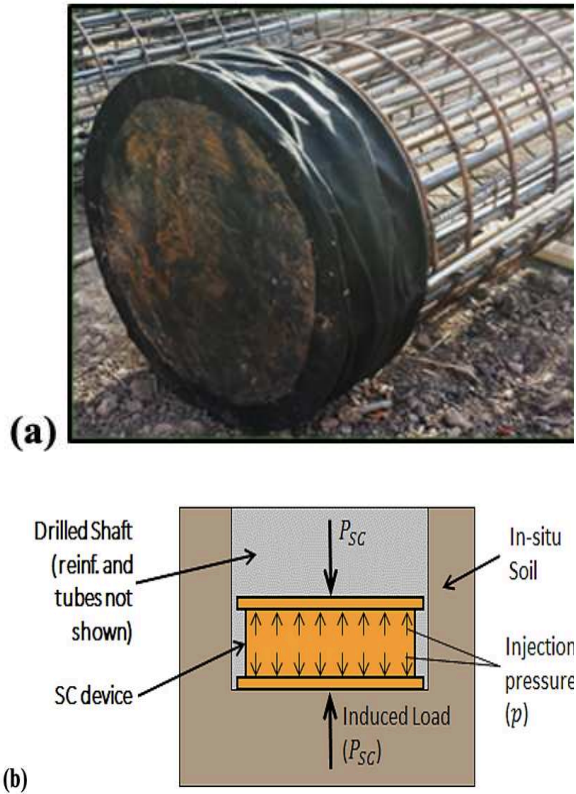 (a)
Drilled Shaft
(reinf. and
tubes not
shown)
P_SC
In-situ
Soil
SC device
Injection
pressure
(p)
Induced Load
(P_SC)
(b)